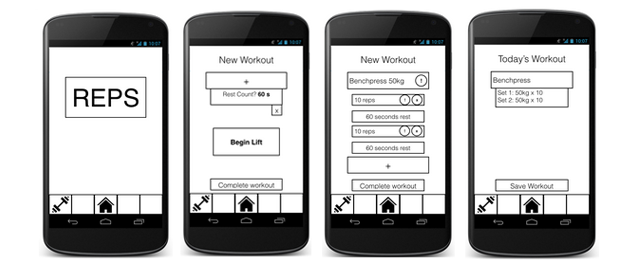 10:07
REPS
10:07
New Workout
+
Rest Count? 60 s
x
Begin Lift
Complete workout
10:07
New Workout
Benchpress 50kg
10 reps
60 seconds rest
10 reps
60 seconds rest
+
Complete workout
10:07
Today's Workout
Benchpress
Set 1: 50kg x 10
Set 2: 50kg x 10
Save Workout